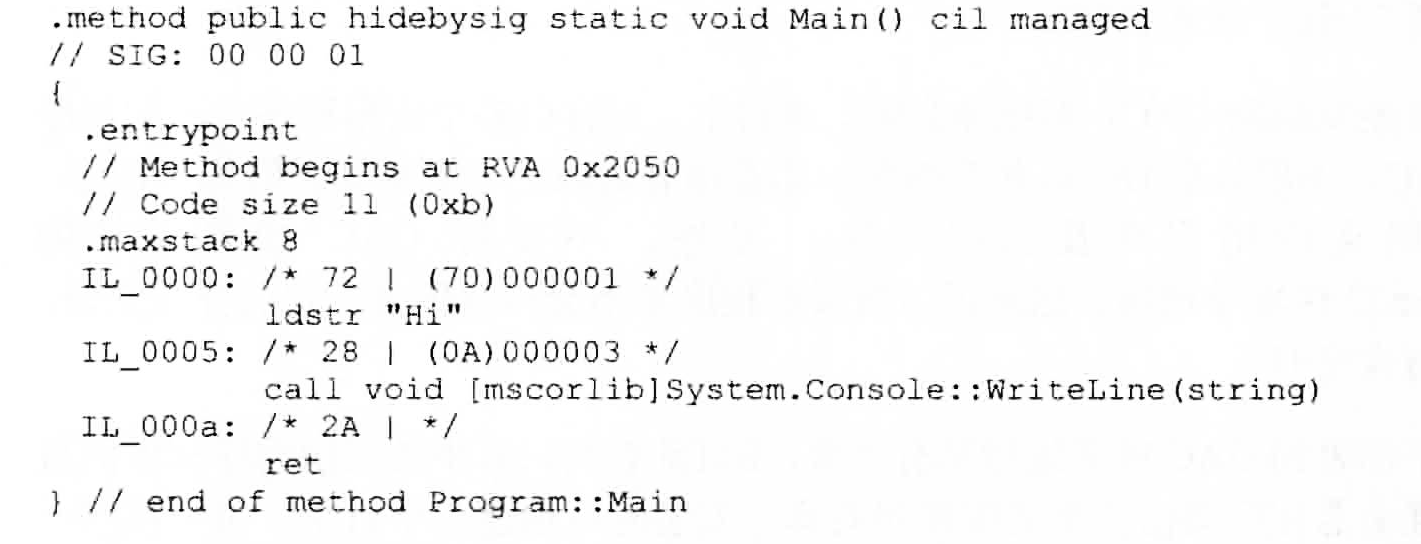 .method public hidebysig static void Main() cil managed
// SIG: 00 00 01
{
.entrypoint
// Method begins at RVA 0x2050
// Code size 11 (0xb)
.maxstack 8
IL_0000: /* 72 | (70)000001 */
ldstr "Hi"
IL_0005: /* 28 | (0A)000003 */
call void [mscorlib]System.Console::WriteLine(string)
IL_000a: /* 2A | */
ret
} // end of method Program::Main